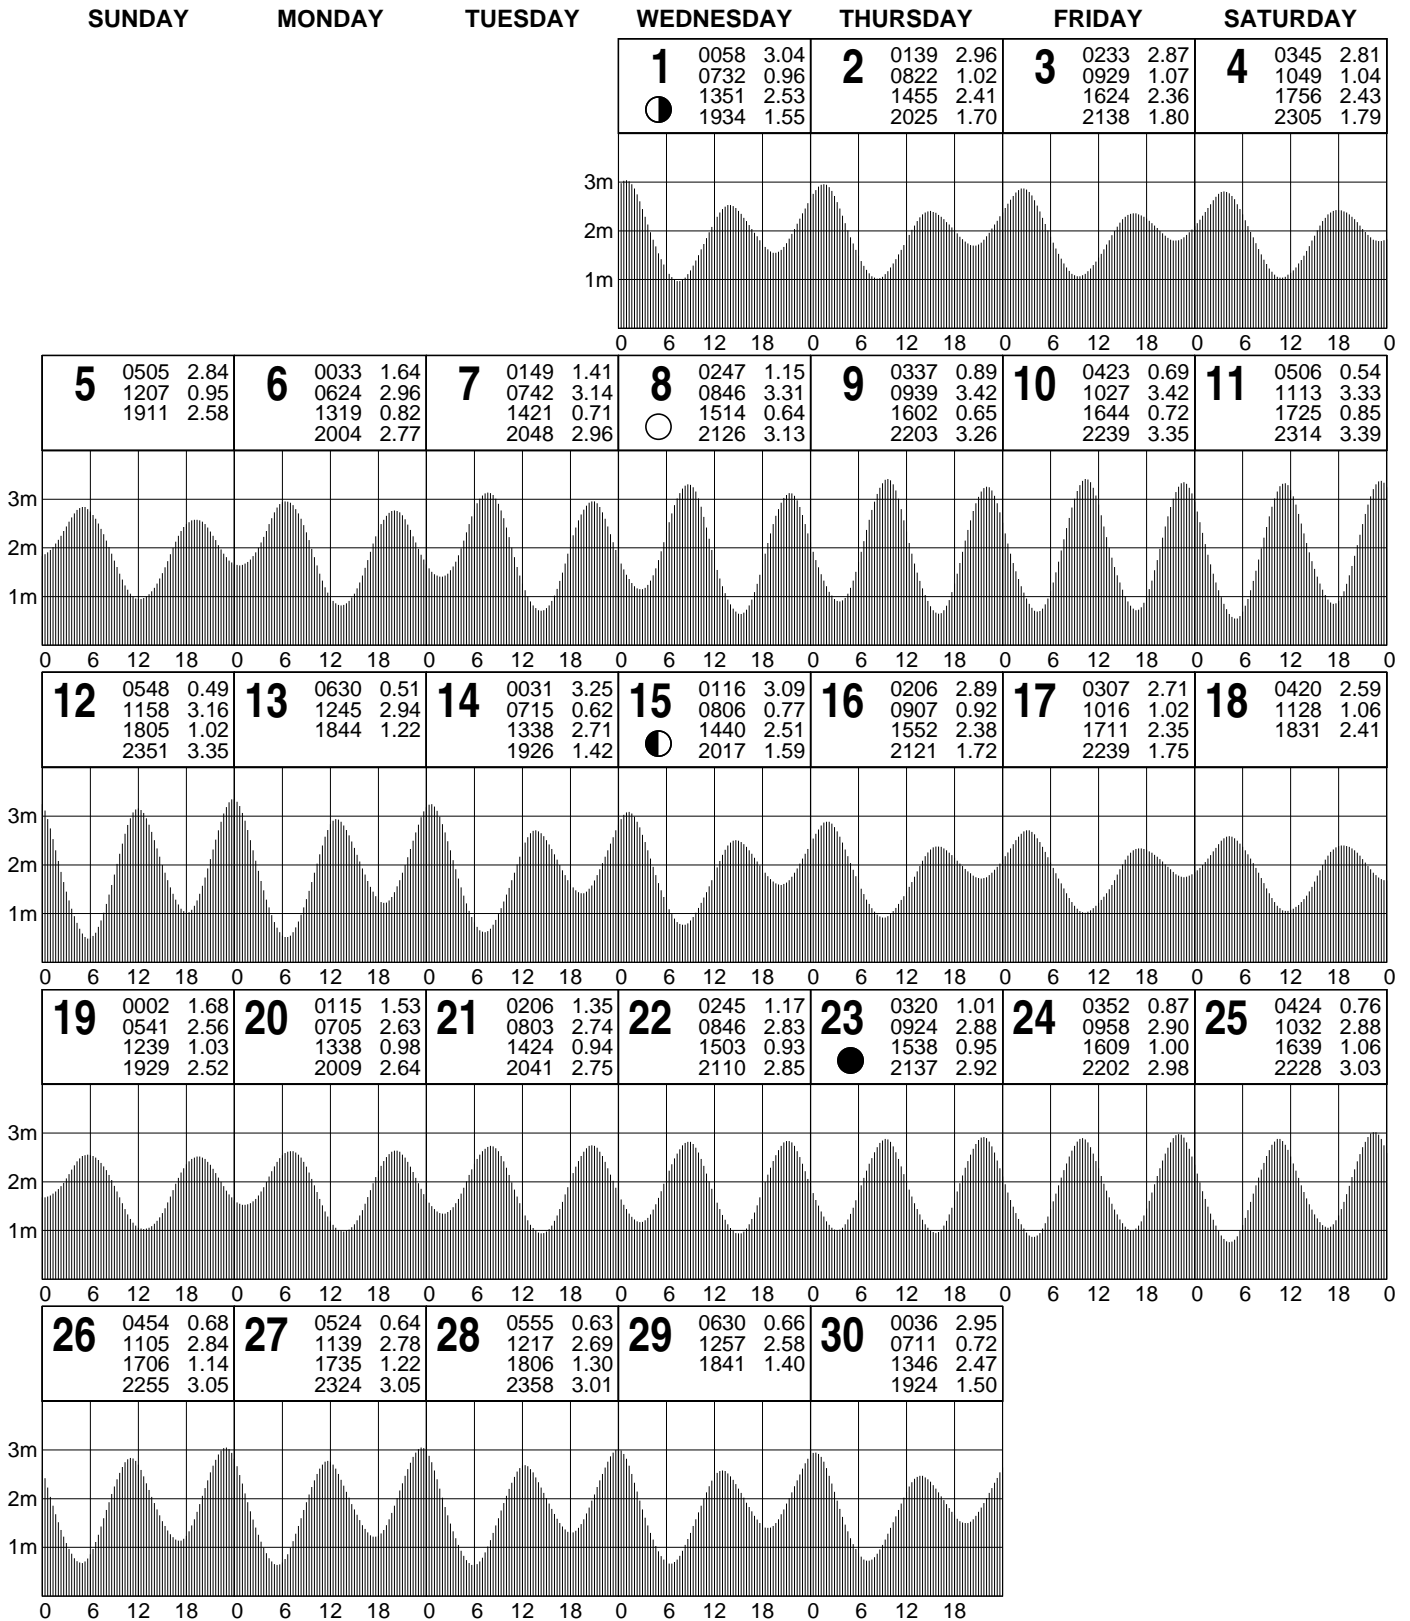 SUNDAY MONDAY TUESDAY WEDNESDAY THURSDAY FRIDAY SATURDAY
1 0058 3.04 2 0139 2.96 3 0233 2.87 4 0345 2.81
0732 0.96 0822 1.02 0929 1.07 1049 1.04
1351 2.53 1455 2.41 1624 2.36 1756 2.43
1934 1.55 2025 1.70 2138 1.80 2305 1.79
3m
2m
1m
0 6 12 18 0 6 12 18 0 6 12 18 0 6 12 18 0
5 0505 2.84 6 0033 1.64 7 0149 1.41 8 0247 1.15 9 0337 0.89 10 0423 0.69 11 0506 0.54
1207 0.95 0624 2.96 0742 3.14 0846 3.31 0939 3.42 1027 3.42 1113 3.33
1911 2.58 1319 0.82 1421 0.71 1514 0.64 1602 0.65 1644 0.72 1725 0.85
2004 2.77 2048 2.96 2126 3.13 2203 3.26 2239 3.35 2314 3.39
3m
2m
1m
0 6 12 18 0 6 12 18 0 6 12 18 0 6 12 18 0 6 12 18 0 6 12 18 0 6 12 18 0
12 0548 0.49 13 0630 0.51 14 0031 3.25 15 0116 3.09 16 0206 2.89 17 0307 2.71 18 0420 2.59
1158 3.16 1245 2.94 0715 0.62 0806 0.77 0907 0.92 1016 1.02 1128 1.06
1805 1.02 1844 1.22 1338 2.71 1440 2.51 1552 2.38 1711 2.35 1831 2.41
2351 3.35 1926 1.42 2017 1.59 2121 1.72 2239 1.75
3m
2m
1m
0 6 12 18 0 6 12 18 0 6 12 18 0 6 12 18 0 6 12 18 0 6 12 18 0 6 12 18 0
19 0002 1.68 20 0115 1.53 21 0206 1.35 22 0245 1.17 23 0320 1.01 24 0352 0.87 25 0424 0.76
0541 2.56 0705 2.63 0803 2.74 0846 2.83 0924 2.88 0958 2.90 1032 2.88
1239 1.03 1338 0.98 1424 0.94 1503 0.93 1538 0.95 1609 1.00 1639 1.06
1929 2.52 2009 2.64 2041 2.75 2110 2.85 2137 2.92 2202 2.98 2228 3.03
3m
2m
1m
0 6 12 18 0 6 12 18 0 6 12 18 0 6 12 18 0 6 12 18 0 6 12 18 0 6 12 18 0
26 0454 0.68 27 0524 0.64 28 0555 0.63 29 0630 0.66 30 0036 2.95
1105 2.84 1139 2.78 1217 2.69 1257 2.58 0711 0.72
1706 1.14 1735 1.22 1806 1.30 1841 1.40 1346 2.47
2255 3.05 2324 3.05 2358 3.01 1924 1.50
3m
2m
1m
0 6 12 18 0 6 12 18 0 6 12 18 0 6 12 18 0 6 12 18